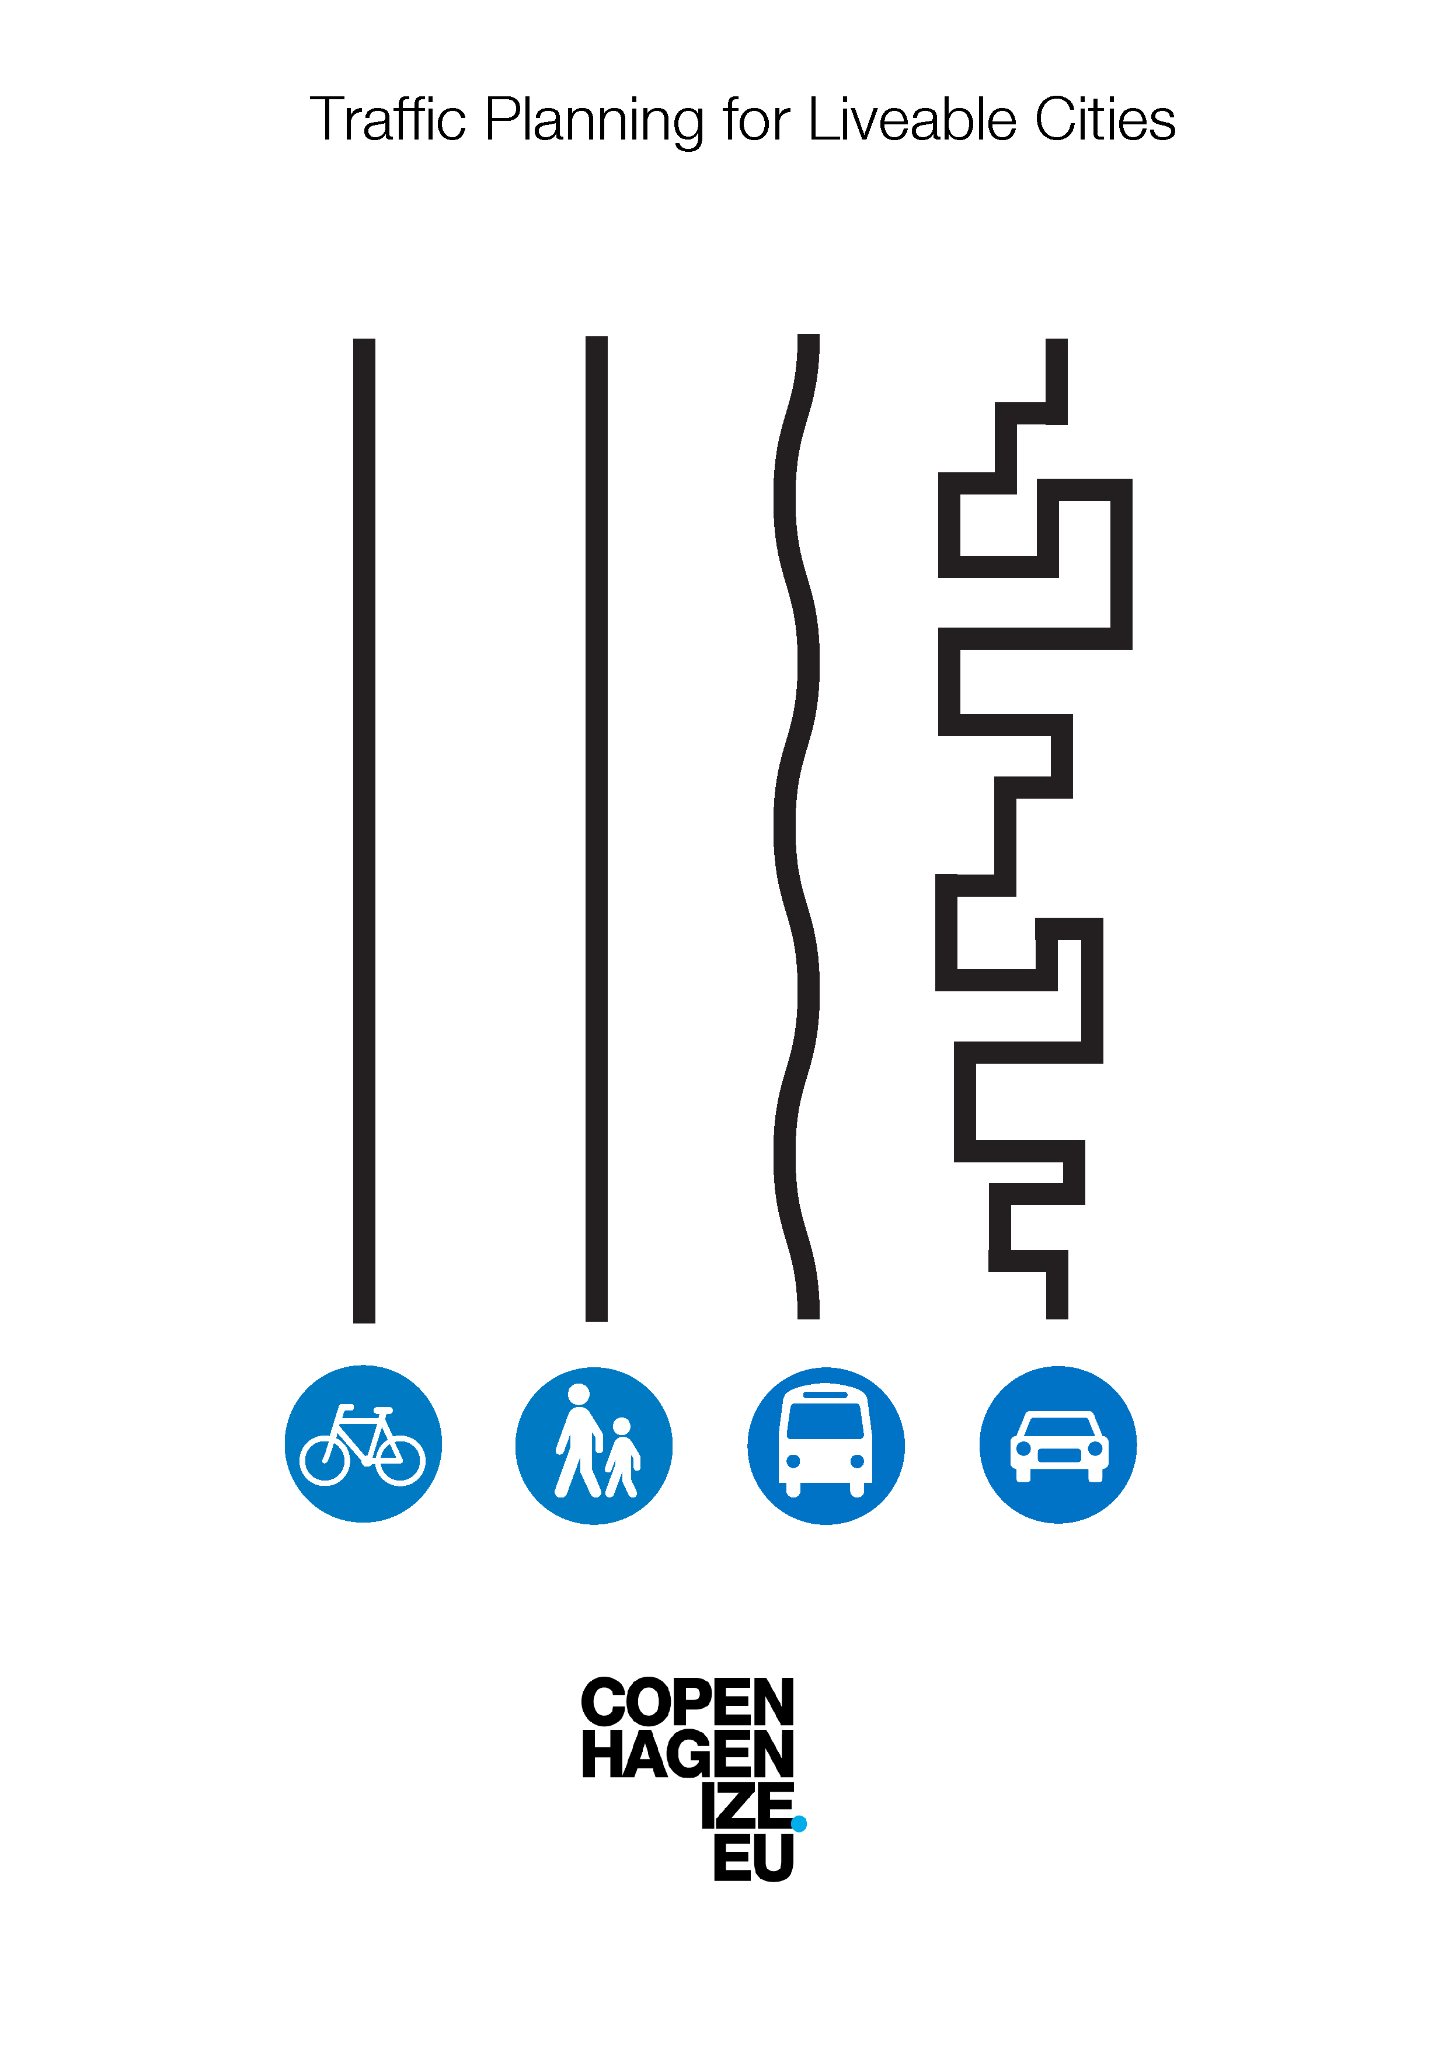 Traffic Planning for Liveable Cities
COPEN
HAGEN
IZE.
EU